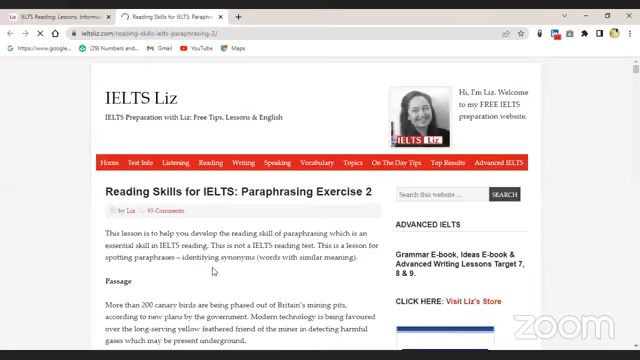 IELTS Reading: Lessons, Informa
Reading Skills for IELTS: Paraphr
ieltsliz.com/reading-skills-ielts-paraphrasing-2/
https://www.google... (29) Numbers and Gmail YouTube Maps
IELTS Liz
IELTS Preparation with Liz: Free Tips, Lessons & English
Hi, I'm Liz. Welcome
to my FREE IELTS
preparation website.
IELTS Liz
Home Test Info Listening Reading Writing Speaking Vocabulary Topics On The Day Tips Top Results Advanced IELTS
Reading Skills for IELTS: Paraphrasing Exercise 2
by Liz 95 Comments
This lesson is to help you develop the reading skill of paraphrasing which is an
essential skill in IELTS reading. This is not a IELTS reading test. This is a lesson for
spotting paraphrases – identifying synonyms (words with similar meaning).
Passage
More than 200 canary birds are being phased out of Britain's mining pits,
according to new plans by the government. Modern technology is being favoured
over the long-serving yellow feathered friend of the miner in detecting harmful
gases which may be present underground.
Search this website … SEARCH
ADVANCED IELTS
Grammar E-book, Ideas E-book &
Advanced Writing Lessons Target 7,
8 & 9.
CLICK HERE: Visit Liz's Store
zoom